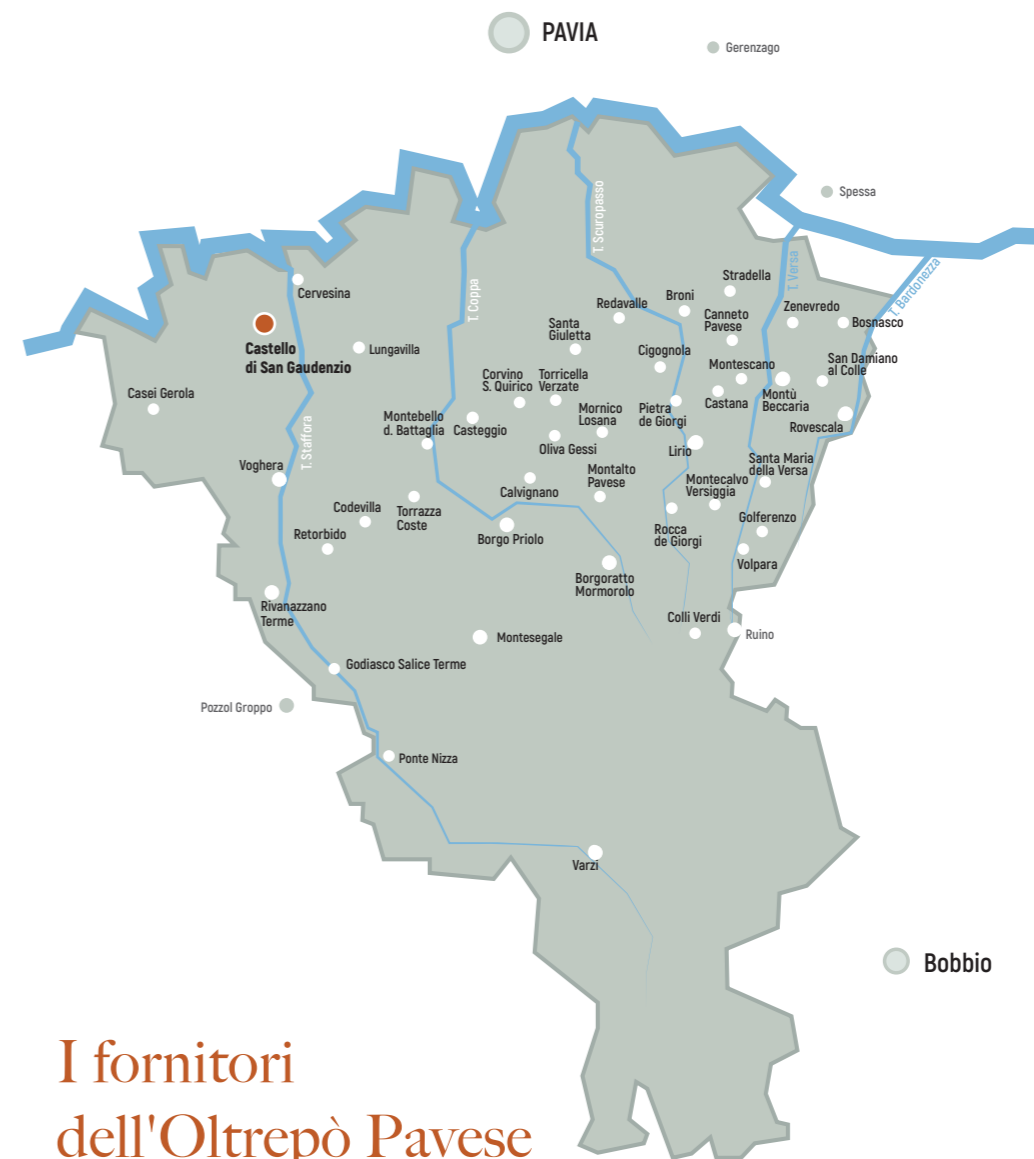 PAVIA
Gerenzago
Spessa
T. Scuropasso
T. Versa
T. Bardonezza
Stradella
Cervesina
T. Coppa
Redavalle
Broni
Zenevredo
Canneto
Pavese
Bosnasco
Santa
Giuletta
Castello
di San Gaudenzio
Lungavilla
Cigognola
San Damiano
al Colle
Corvino
S. Quirico
Torricella
Verzate
Montescano
Casei Gerola
Montebello
d. Battaglia
Casteggio
Mornico
Losana
Pietra
de Giorgi
Castana
Montù
Beccaria
Rovescala
T. Staffora
Oliva Gessi
Lirio
Voghera
Santa Maria
della Versa
Calvignano
Montalto
Pavese
Montecalvo
Versiggia
Codevilla
Torrazza
Coste
Golferenzo
Retorbido
Borgo Priolo
Rocca
de Giorgi
Volpara
Borgoratto
Mormorolo
Rivanazzano
Terme
Colli Verdi
Ruino
Montesegale
Godiasco Salice Terme
Pozzol Groppo
Ponte Nizza
Varzi
Bobbio
I fornitori
dell'Oltrepò Pavese